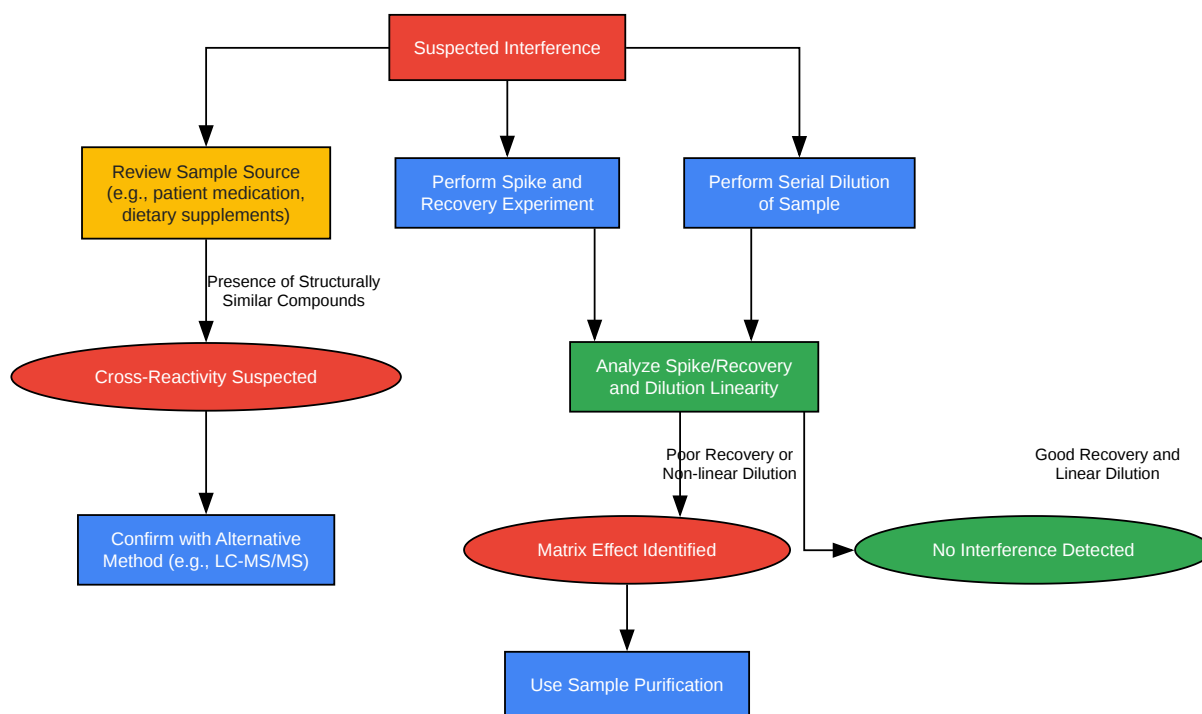 Suspected Interference
Review Sample Source
(e.g., patient medication,
dietary supplements)
Perform Spike and
Recovery Experiment
Perform Serial Dilution
of Sample
Presence of Structurally
Similar Compounds
Cross-Reactivity Suspected
Analyze Spike/Recovery
and Dilution Linearity
Poor Recovery or
Non-linear Dilution
Good Recovery and
Linear Dilution
Confirm with Alternative
Method (e.g., LC-MS/MS)
Matrix Effect Identified
No Interference Detected
Use Sample Purification